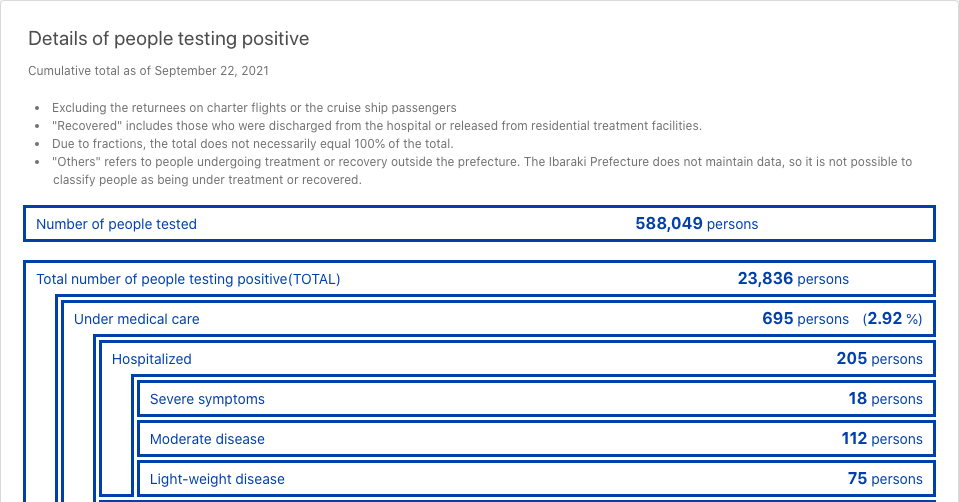 Details of people testing positive
Cumulative total as of September 22, 2021
• Excluding the returnees on charter flights or the cruise ship passengers
• "Recovered" includes those who were discharged from the hospital or released from residential treatment facilities.
• Due to fractions, the total does not necessarily equal 100% of the total.
• "Others" refers to people undergoing treatment or recovery outside the prefecture. The Ibaraki Prefecture does not maintain data, so it is not possible to
classify people as being under treatment or recovered.
Number of people tested 588,049 persons
Total number of people testing positive(TOTAL) 23,836 persons
Under medical care 695 persons (2.92 %)
Hospitalized 205 persons
Severe symptoms 18 persons
Moderate disease 112 persons
Light-weight disease 75 persons